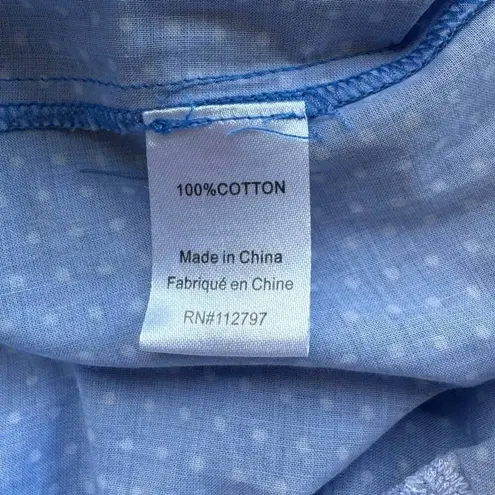 100%COTTON
Made in China
Fabriqué en Chine
RN#112797